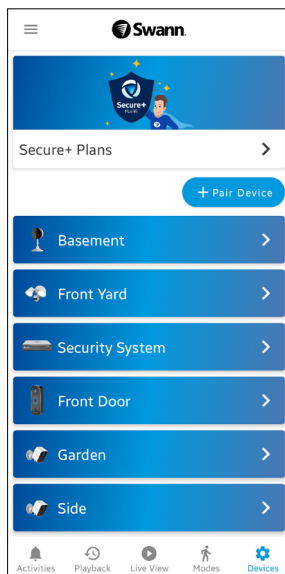 Swann.
Secure+
PLANS
Secure+ Plans
+ Pair Device
Basement
Front Yard
Security System
Front Door
Garden
Side
Activities Playback Live View Modes Devices